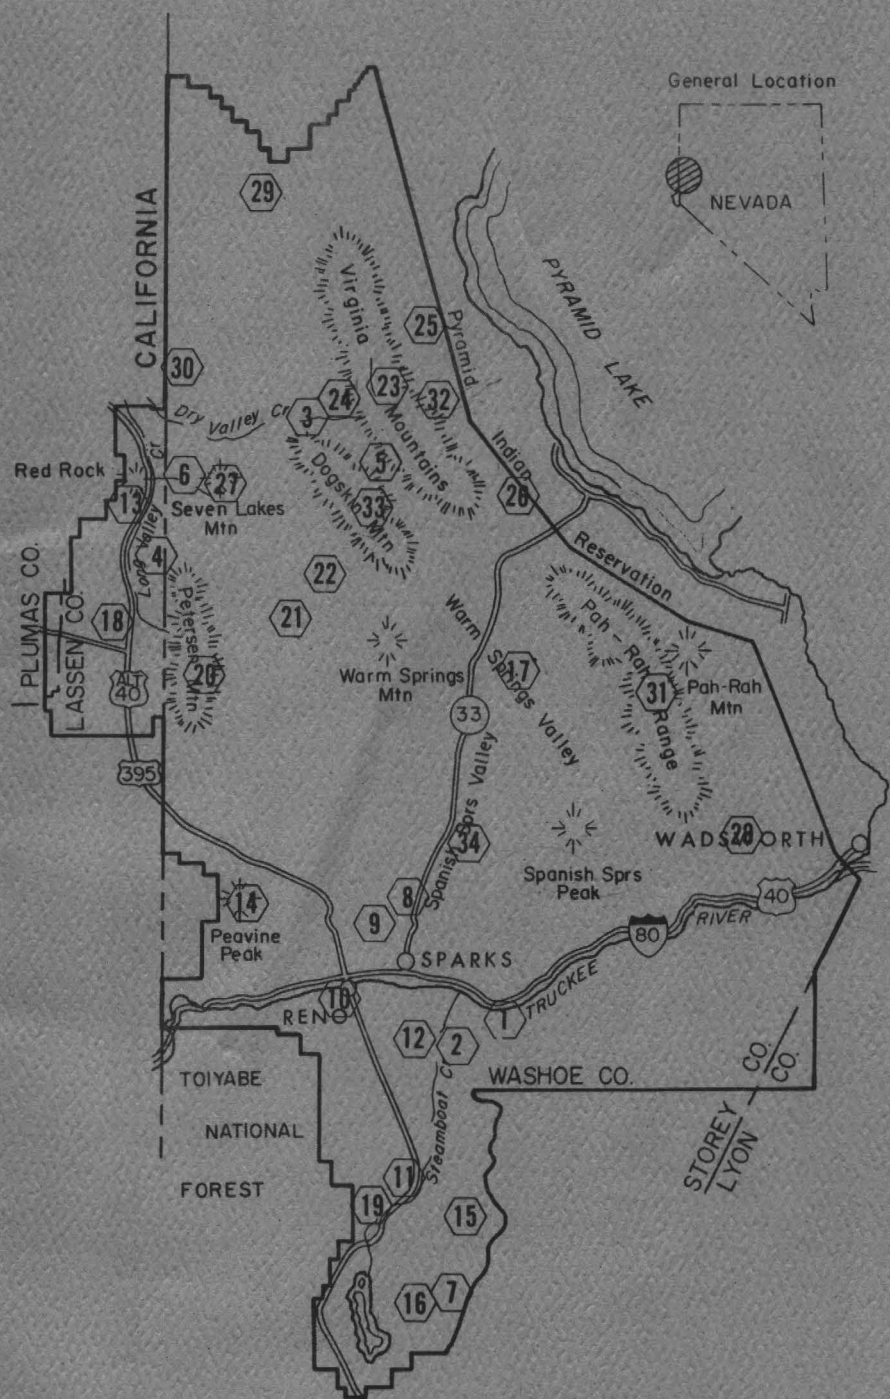 General Location
NEVADA
CALIFORNIA
29
Virginia
Mountains
PYRAMID LAKE
25
Pyramid
Indian
Reservation
30
23
24
32
3
Dry Valley Cr
Red Rock
6
27
5
Seven Lakes
Mtn
13
33
Dogskin Mtn
26
Long Valley Cr
4
22
PLUMAS CO.
LASSEN CO.
18
Petersen Mtn
21
20
Warm Springs
Mtn
Warm Springs Valley
17
Pah-Rah Range
31
Pah-Rah
Mtn
ALT
40
33
395
Spanish Sprs Valley
34
Spanish Sprs
Peak
WADSWORTH
28
14
Peavine
Peak
8
9
40
80
TRUCKEE RIVER
SPARKS
10
RENO
1
12
2
Steamboat Cr
TOIYABE
NATIONAL
FOREST
WASHOE CO.
STOREY CO.
LYON CO.
11
19
15
16
7